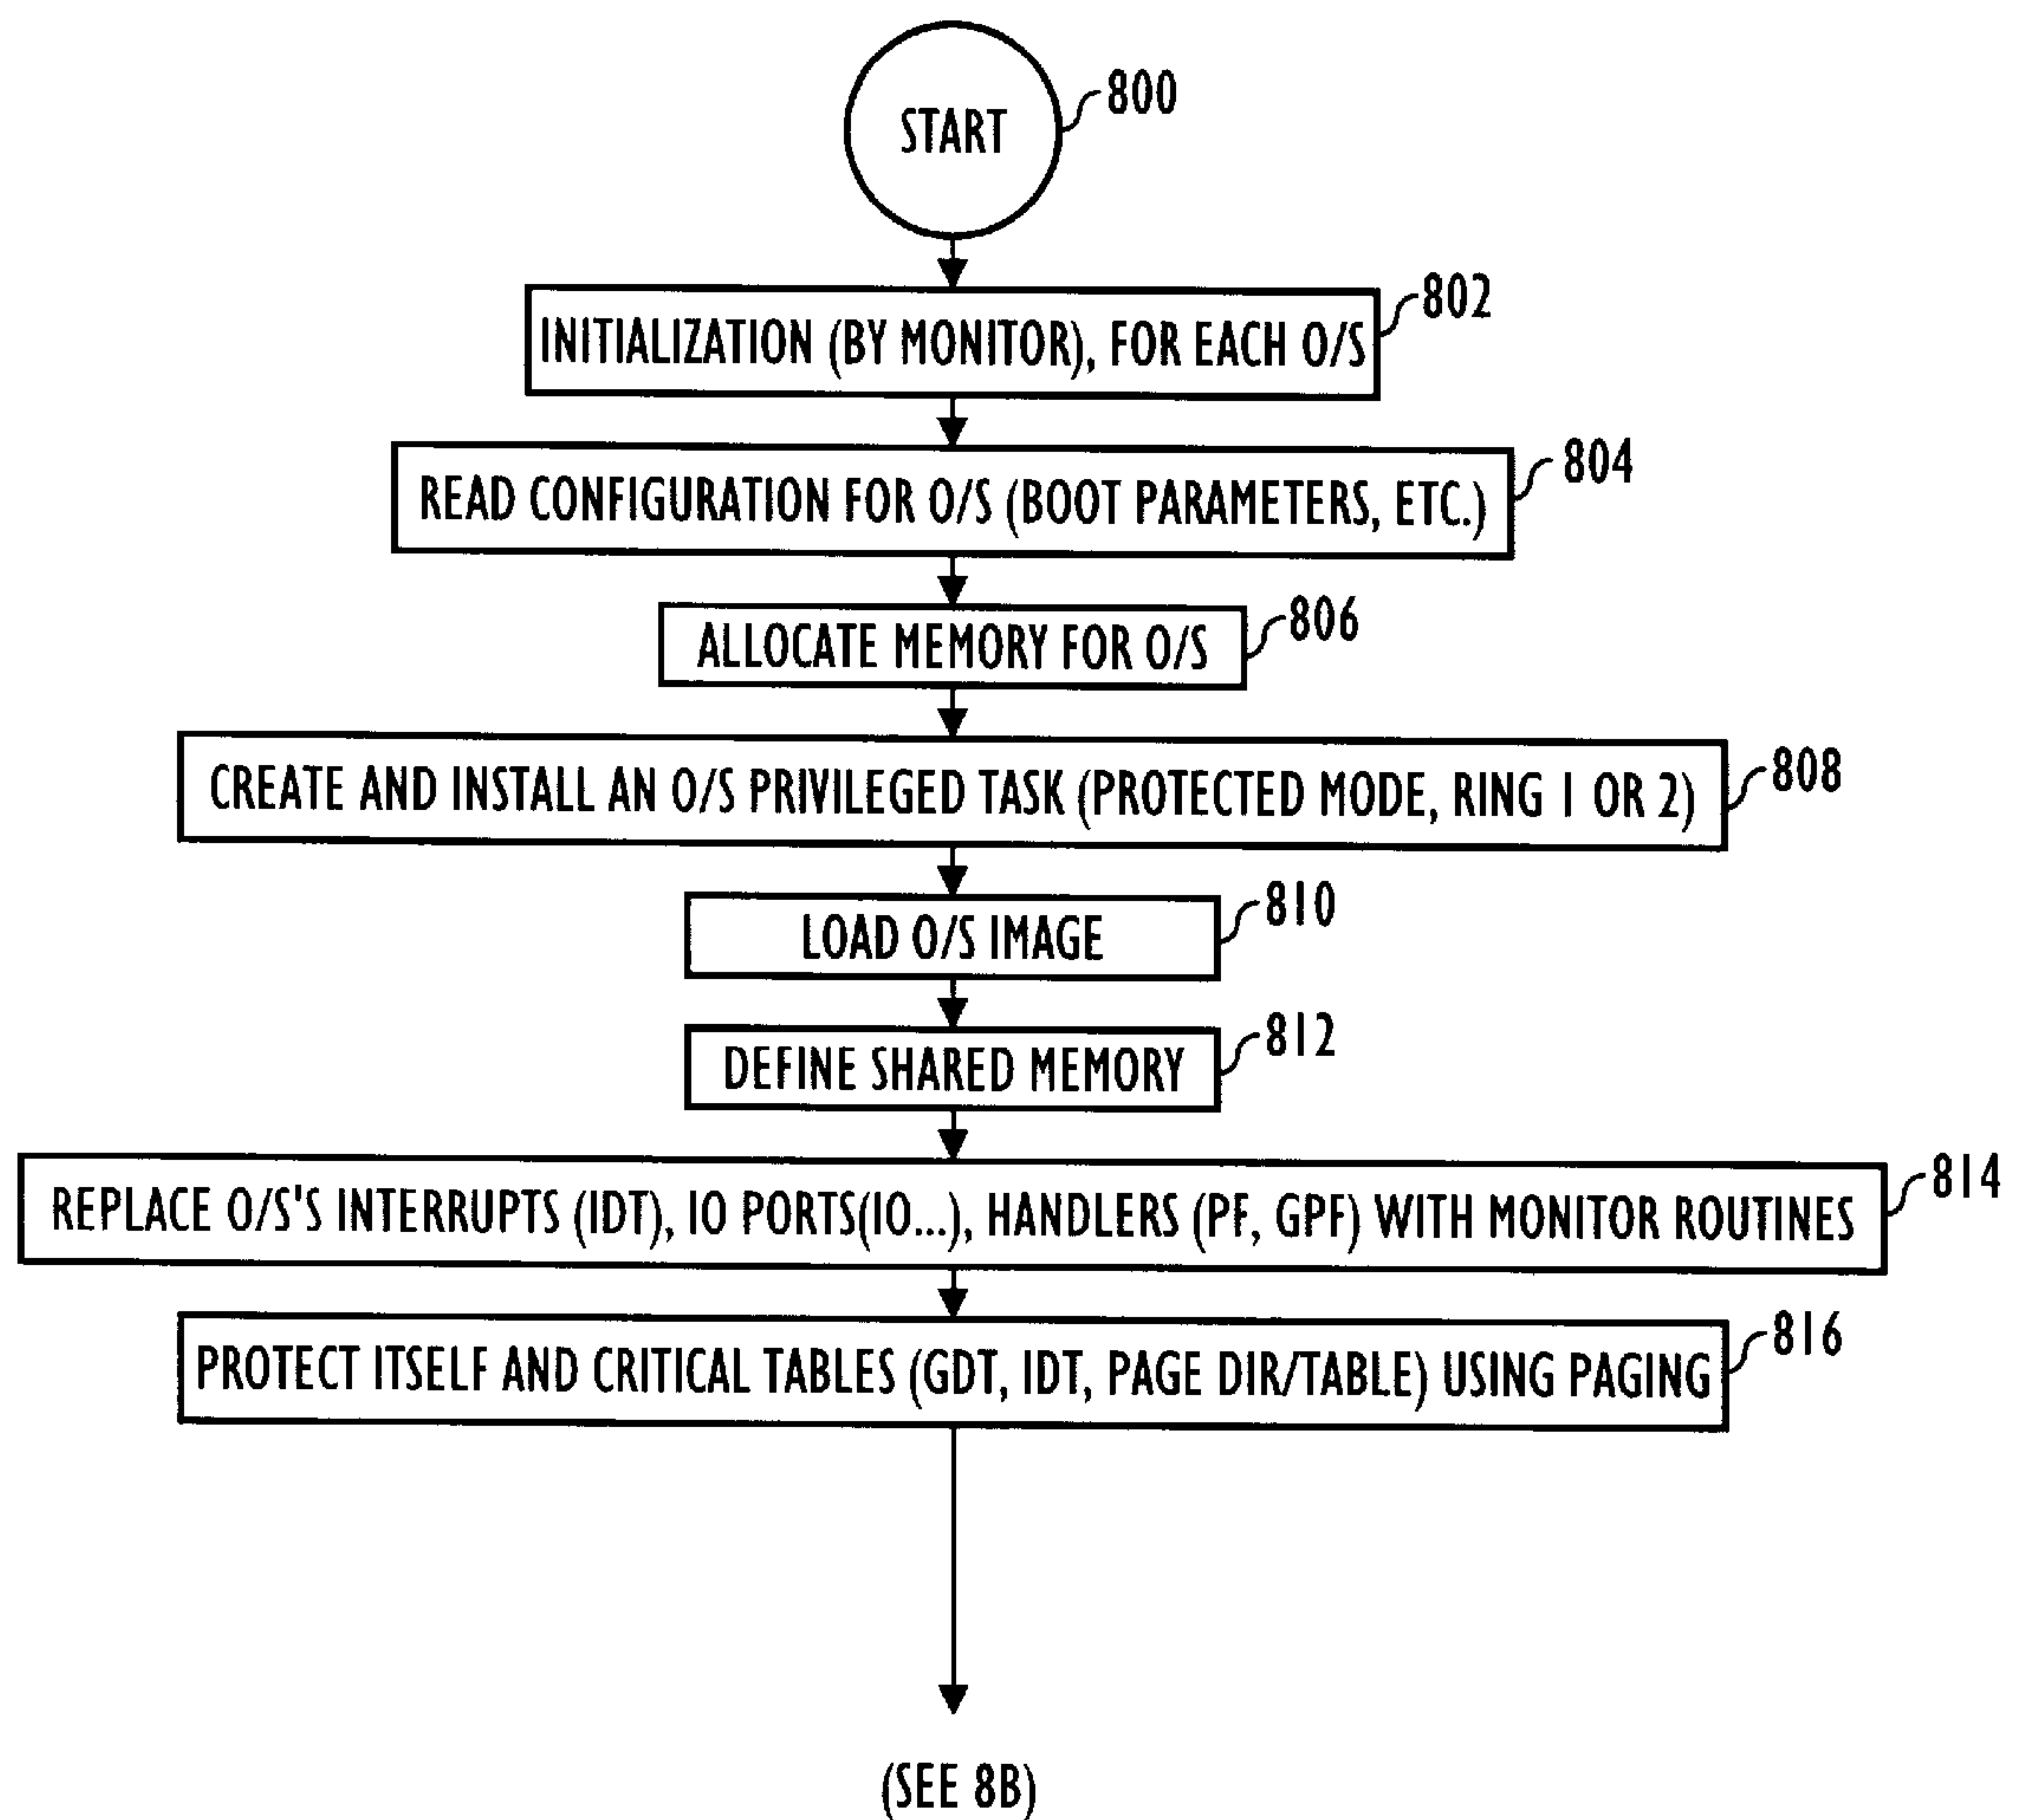 START
800
INITIALIZATION (BY MONITOR), FOR EACH O/S
802
READ CONFIGURATION FOR O/S (BOOT PARAMETERS, ETC.)
804
ALLOCATE MEMORY FOR O/S
806
CREATE AND INSTALL AN O/S PRIVILEGED TASK (PROTECTED MODE, RING 1 OR 2)
808
LOAD O/S IMAGE
810
DEFINE SHARED MEMORY
812
REPLACE O/S'S INTERRUPTS (IDT), IO PORTS(IO...), HANDLERS (PF, GPF) WITH MONITOR ROUTINES
814
PROTECT ITSELF AND CRITICAL TABLES (GDT, IDT, PAGE DIR/TABLE) USING PAGING
816
(SEE 8B)